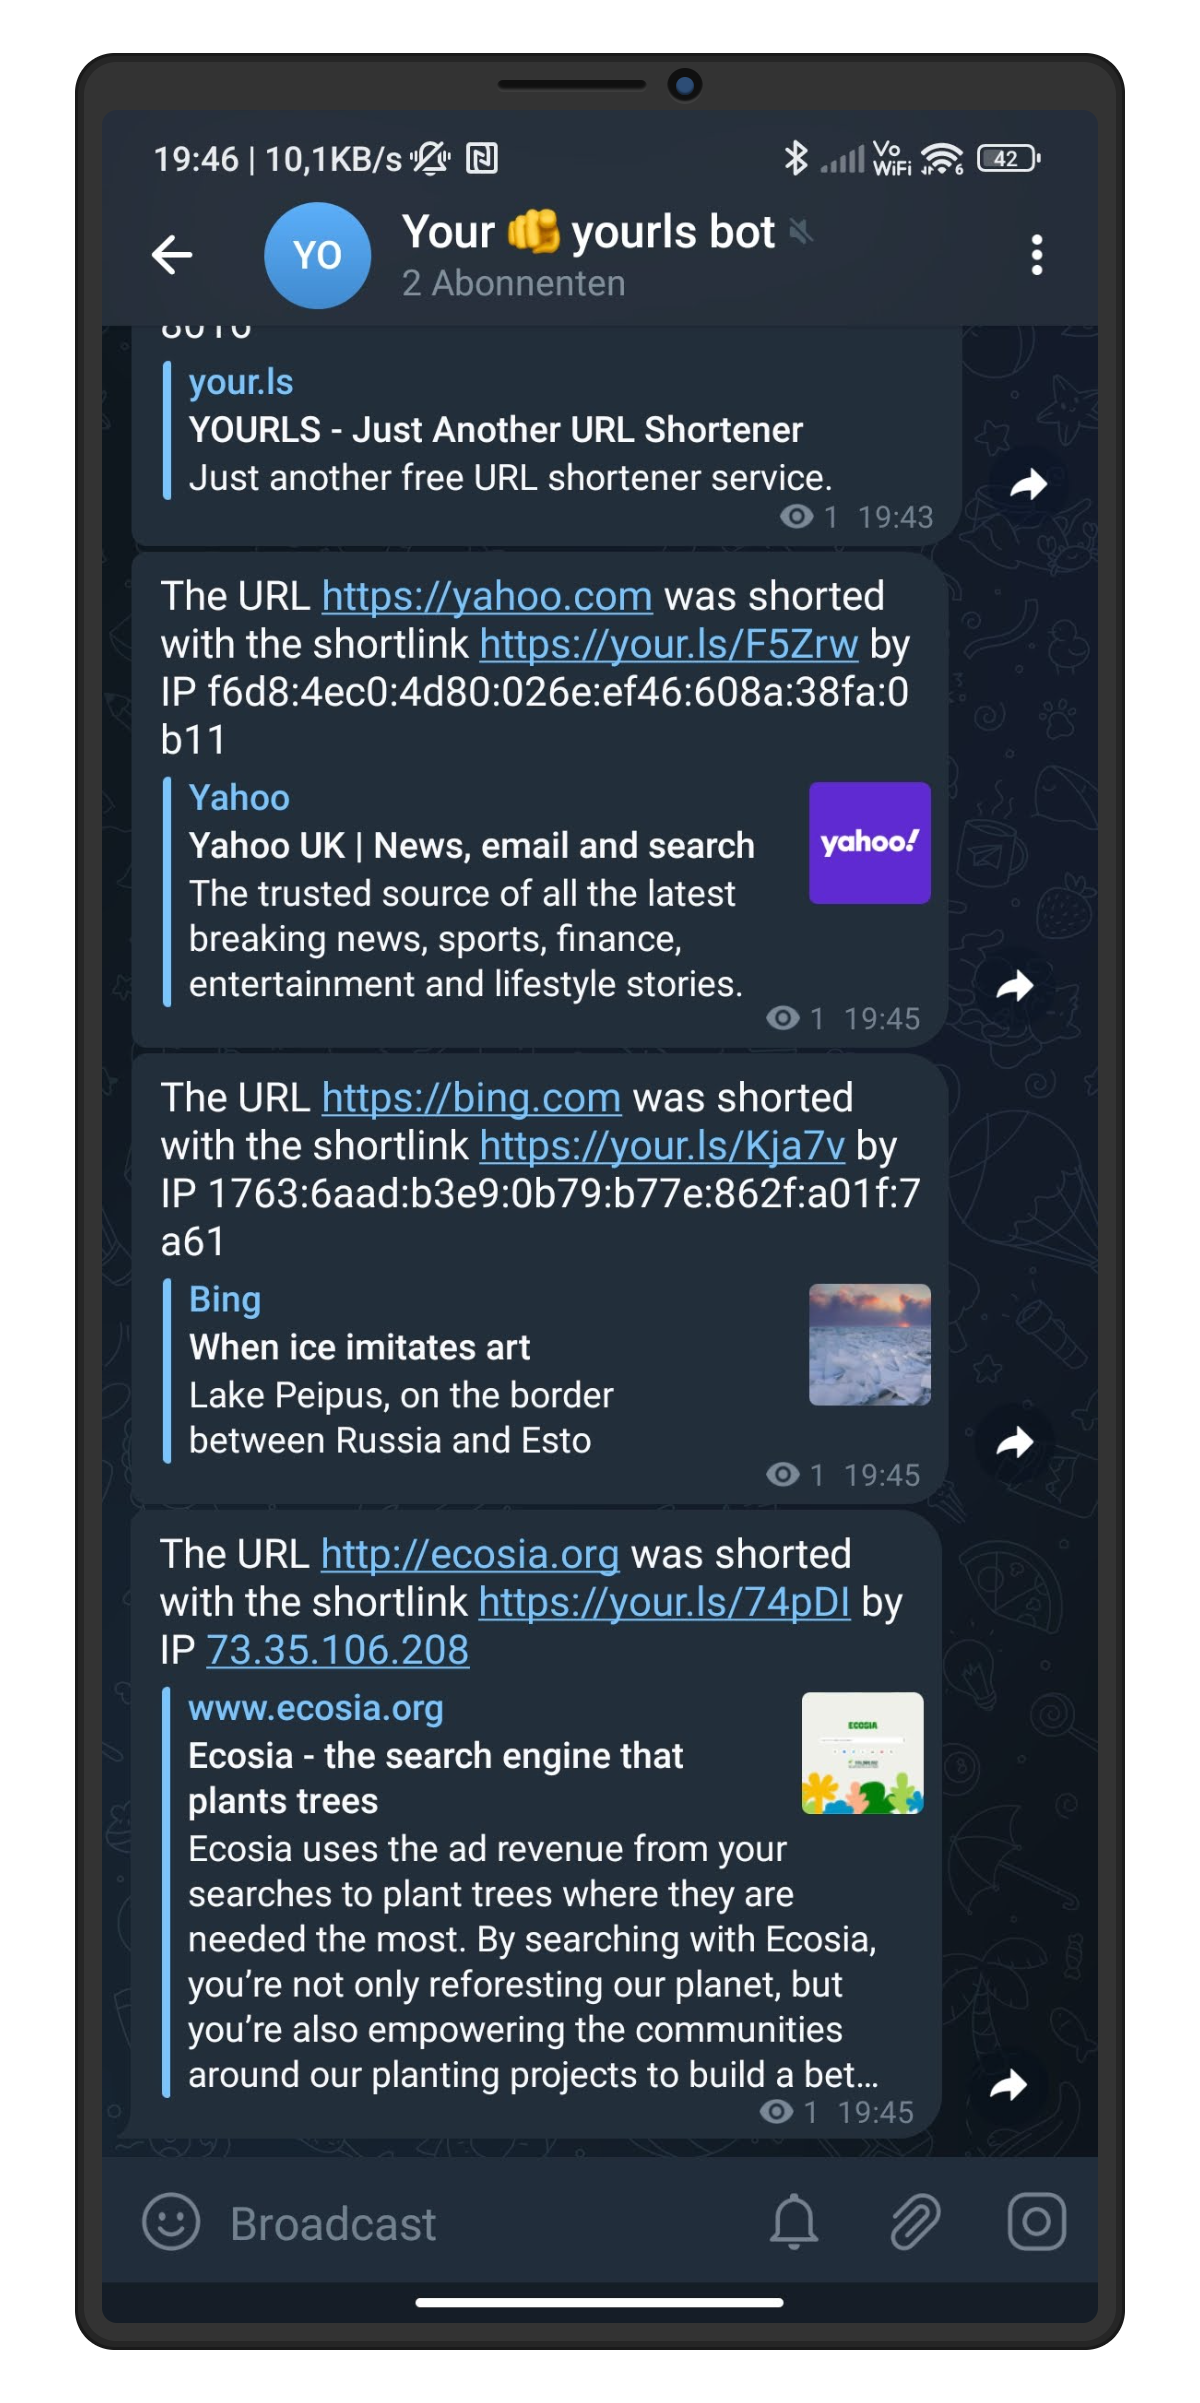 19:46 | 10,1KB/s
Vo
WiFi
6
42
YO
Your 🫵 yourls bot
2 Abonnenten
your.ls
YOURLS - Just Another URL Shortener
Just another free URL shortener service.
1 19:43
The URL https://yahoo.com was shorted
with the shortlink https://your.ls/F5Zrw by
IP f6d8:4ec0:4d80:026e:ef46:608a:38fa:0
b11
Yahoo
Yahoo UK | News, email and search
yahoo!
The trusted source of all the latest
breaking news, sports, finance,
entertainment and lifestyle stories.
1 19:45
The URL https://bing.com was shorted
with the shortlink https://your.ls/Kja7v by
IP 1763:6aad:b3e9:0b79:b77e:862f:a01f:7
a61
Bing
When ice imitates art
Lake Peipus, on the border
between Russia and Esto
1 19:45
The URL http://ecosia.org was shorted
with the shortlink https://your.ls/74pDI by
IP 73.35.106.208
www.ecosia.org
ECOSIA
Ecosia - the search engine that
plants trees
Ecosia uses the ad revenue from your
searches to plant trees where they are
needed the most. By searching with Ecosia,
you’re not only reforesting our planet, but
you’re also empowering the communities
around our planting projects to build a bet...
1 19:45
Broadcast